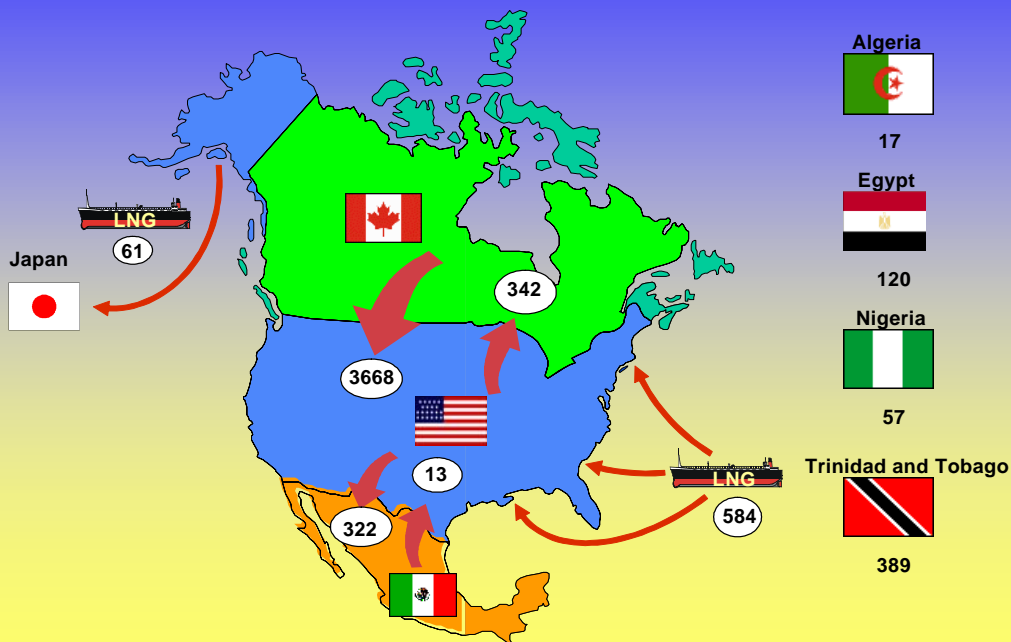 Algeria
17
Egypt
120
LNG
61
Japan
342
Nigeria
3668
57
Trinidad and Tobago
13
LNG
584
322
389